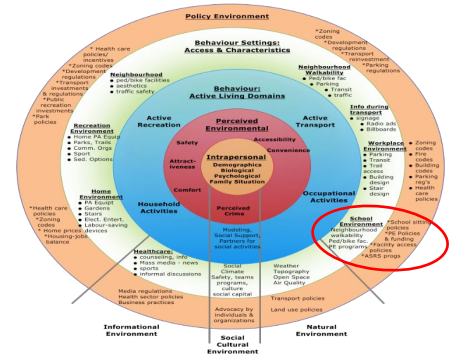 Policy Environment
Behaviour Settings:
Access & Characteristics
* Health care
policies/
incentives
*Zoning codes
*Development
regulations
*Transport
investments
& regulations
*Public
recreation
investments
*Park
policies
*Zoning
codes
*Development
regulations
*Transport
reinvestment
*Parking
regulations
Neighbourhood
• ped/bike facilities
• aesthetics
• traffic safety
Neighbourhood
Walkability
• Ped/bike fac
• Parking
• Transit
• traffic
Behaviour:
Active Living Domains
Info during
transport
• signage
• Radio ads
• Billboards
Active
Recreation
Perceived
Environmental
Active
Transport
Recreation
Environment
• Home PA Equip
• Parks, Trails
• Comm. Orgs
• Sport
• Sed. Options
Safety
Accessibility
Convenience
Attract-
iveness
Comfort
Intrapersonal
Demographics
Biological
Psychological
Family Situation
Perceived
Crime
Workplace
Environment
• Parking
• Transit
• Trail
access
• Building
design
• Stair
design
• Zoning
codes
• Fire
codes
• Building
codes
• Parking
reg's
• Health
care
policies
Home
Environment
• PA Equipt
• Gardens
• Stairs
• Elect. Entert.
• Labour-saving
devices
*Health care
policies
*Zoning
codes
* Home prices
*Housing-jobs
balance
Household
Activities
Occupational
Activities
School
Environment
Neighbourhood
walkability
Ped/bike fac.
PE programs
*School sitting
policies
*PE Policies
& funding
*Facility access
policies
*ASRS progs
Modeling,
Social Support,
Partners for
social activities
Healthcare:
• counseling, info
• Mass media - news
• sports
• informal discussions
Social
Climate
Safety, teams
programs,
culture
social capital
Weather
Topography
Open Space
Air Quality
Media regulations
Health sector policies
Business practices
Advocacy by
individuals &
organizations
Transport policies
Land use policies
Informational
Environment
Social
Cultural
Environment
Natural
Environment